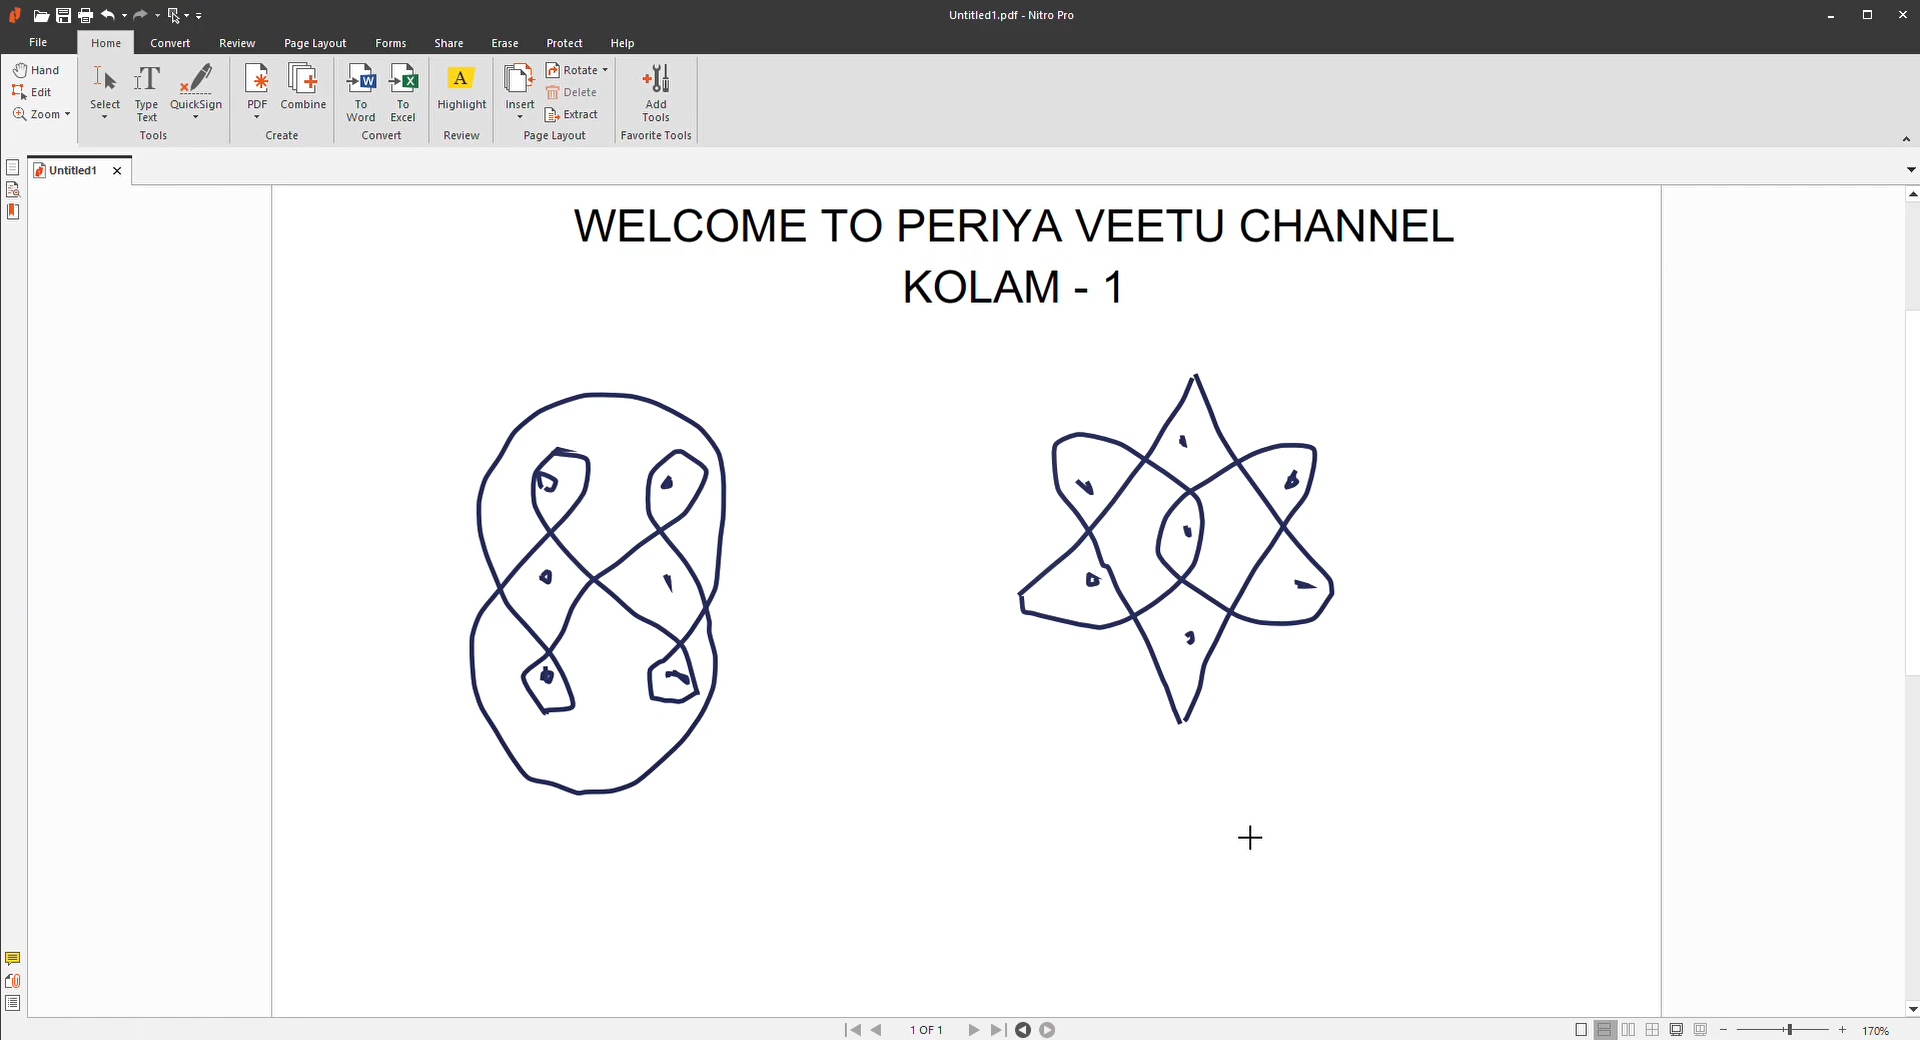 Untitled1.pdf - Nitro Pro
File Home Convert Review Page Layout Forms Share Erase Protect Help
Hand
Edit
Zoom
Select
Type Text
QuickSign
Tools
PDF
Combine
Create
To Word
To Excel
Convert
A
Highlight
Review
Insert
Rotate
Delete
Extract
Page Layout
Add Tools
Favorite Tools
Untitled1
WELCOME TO PERIYA VEETU CHANNEL
KOLAM - 1
1 OF 1
170%